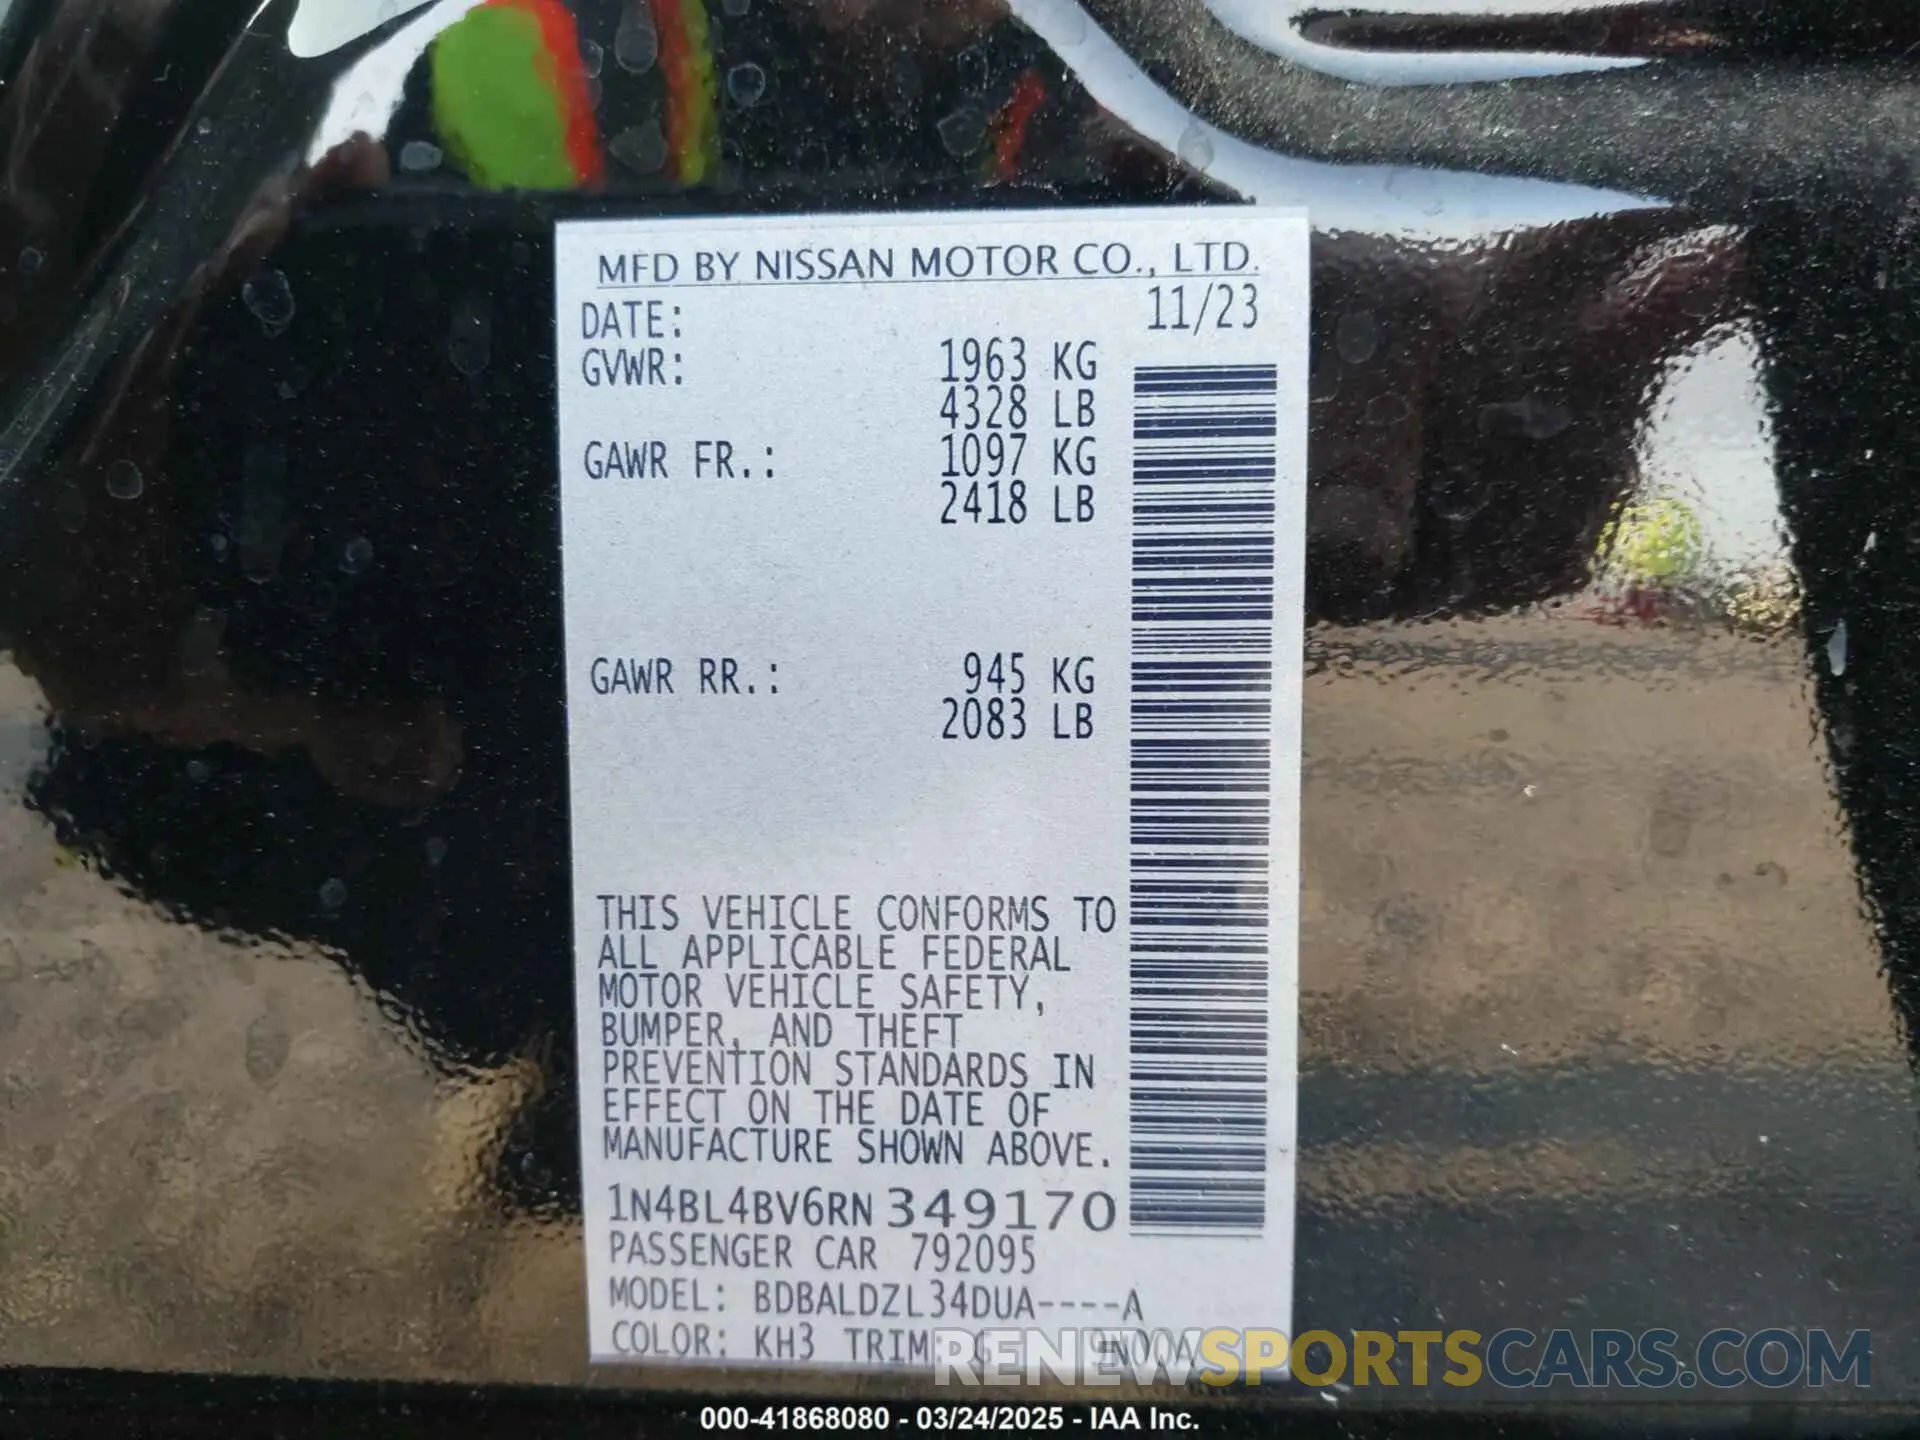 MFD BY NISSAN MOTOR CO., LTD.
DATE: 11/23
GVWR: 1963 KG
4328 LB
GAWR FR.: 1097 KG
2418 LB
GAWR RR.: 945 KG
2083 LB
THIS VEHICLE CONFORMS TO
ALL APPLICABLE FEDERAL
MOTOR VEHICLE SAFETY,
BUMPER, AND THEFT
PREVENTION STANDARDS IN
EFFECT ON THE DATE OF
MANUFACTURE SHOWN ABOVE.
1N4BL4BV6RN349170
PASSENGER CAR 792095
MODEL: BDBALDZL34DUA----A
COLOR: KH3 TRIM: G
RENEWSPORTSCARS.COM
000-41868080 - 03/24/2025 - IAA Inc.